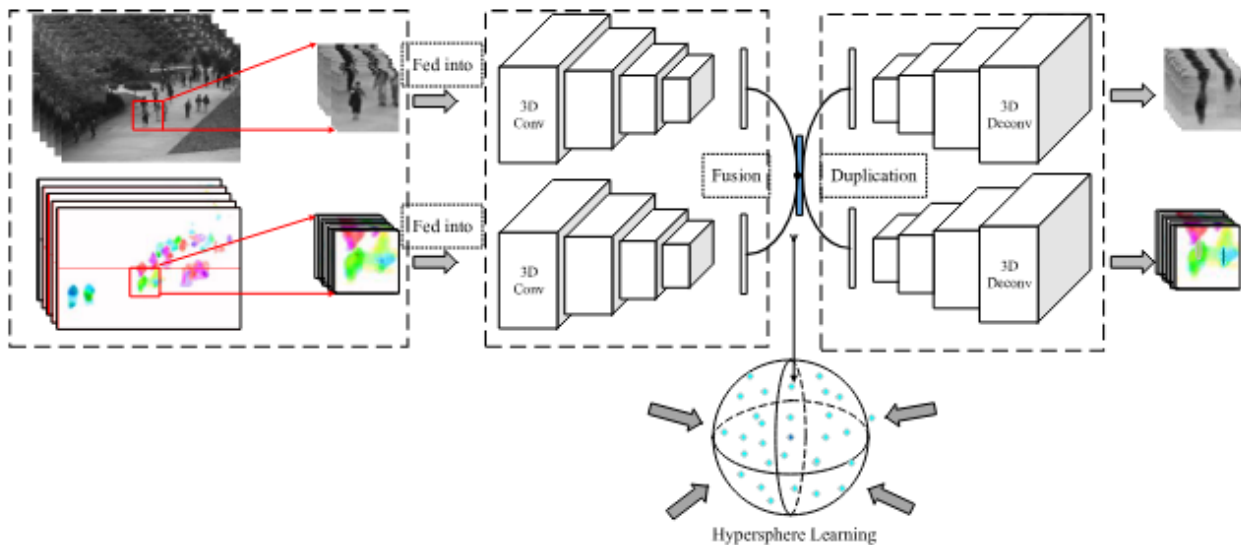 Fed into
3D
Conv
3D
Deconv
Fusion
Duplication
Fed into
3D
Conv
3D
Deconv
Hypersphere Learning